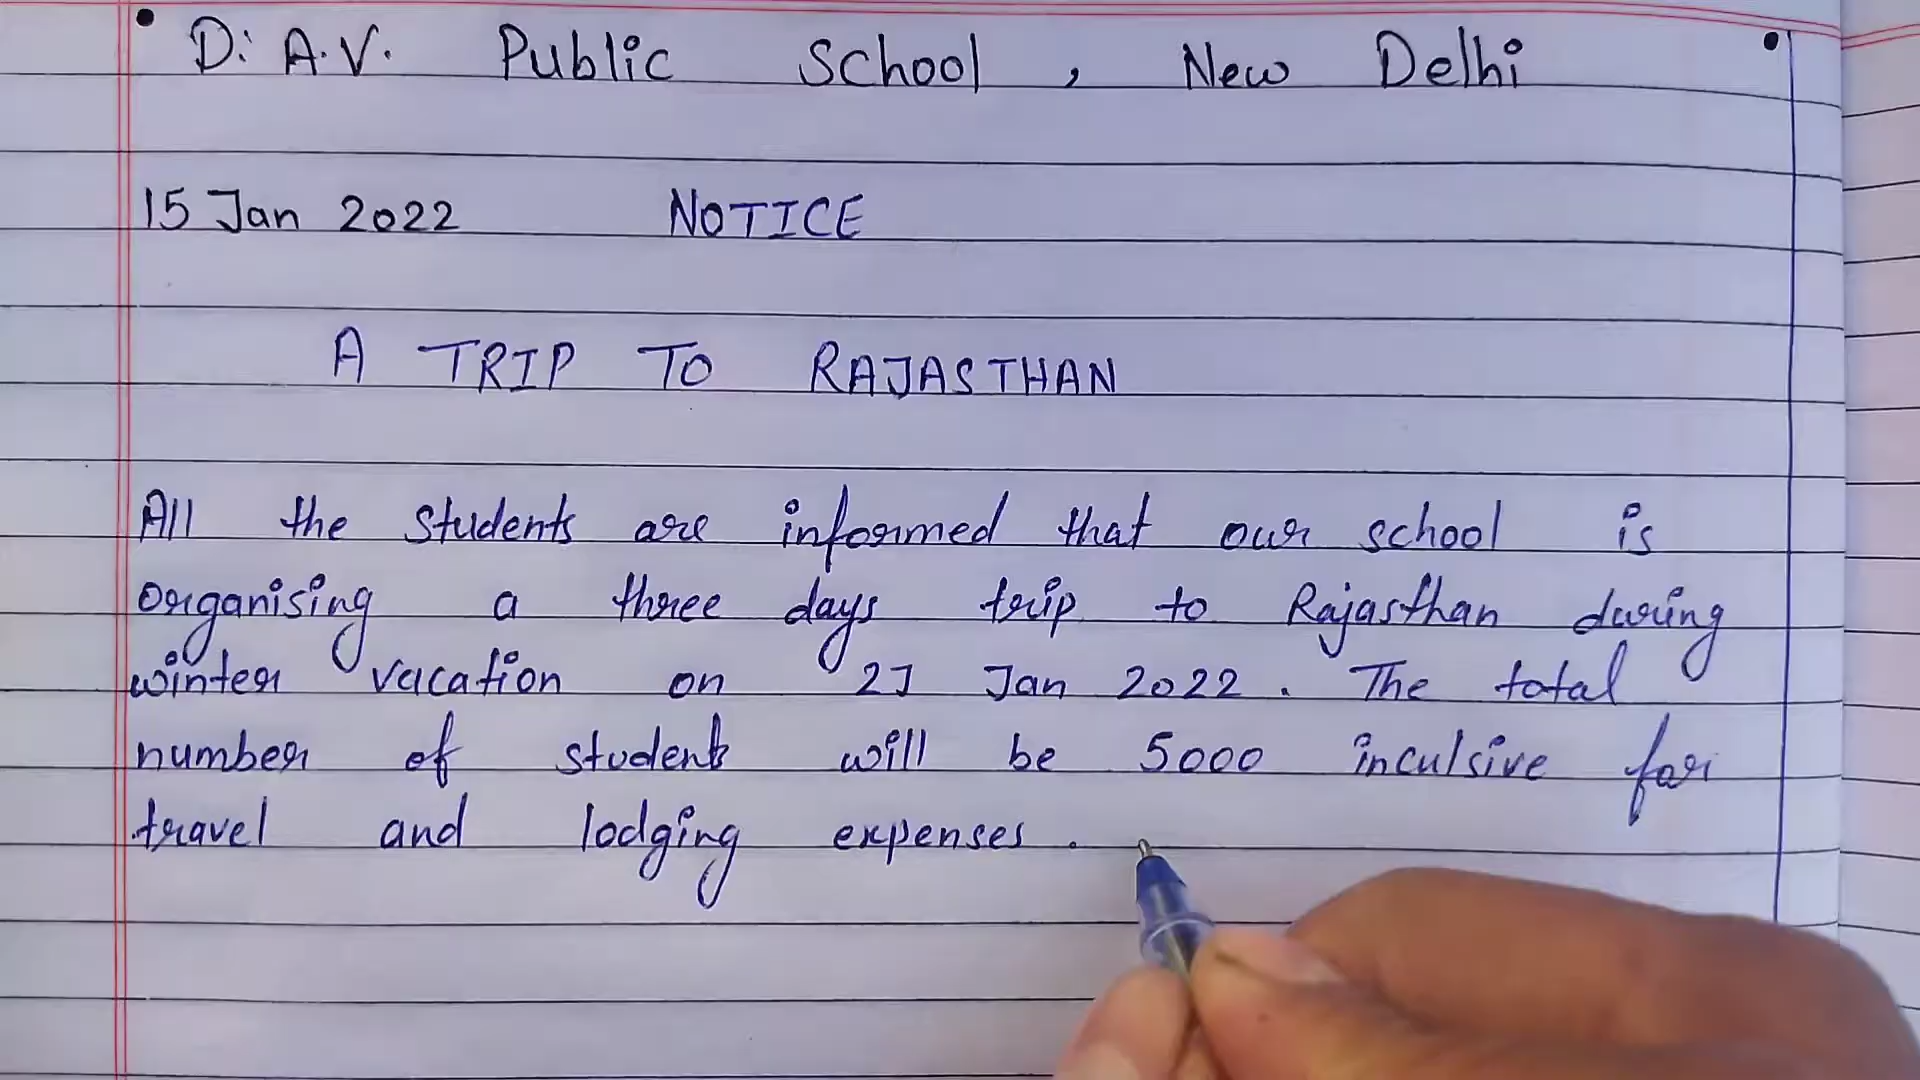 D. A.V. Public School, New Delhi
15 Jan 2022 NOTICE
A TRIP TO RAJASTHAN
All the students are informed that our school is
organising a three days trip to Rajasthan during
winter vacation on 21 Jan 2022. The total
number of students will be 5000 inculsive for
travel and lodging expenses.